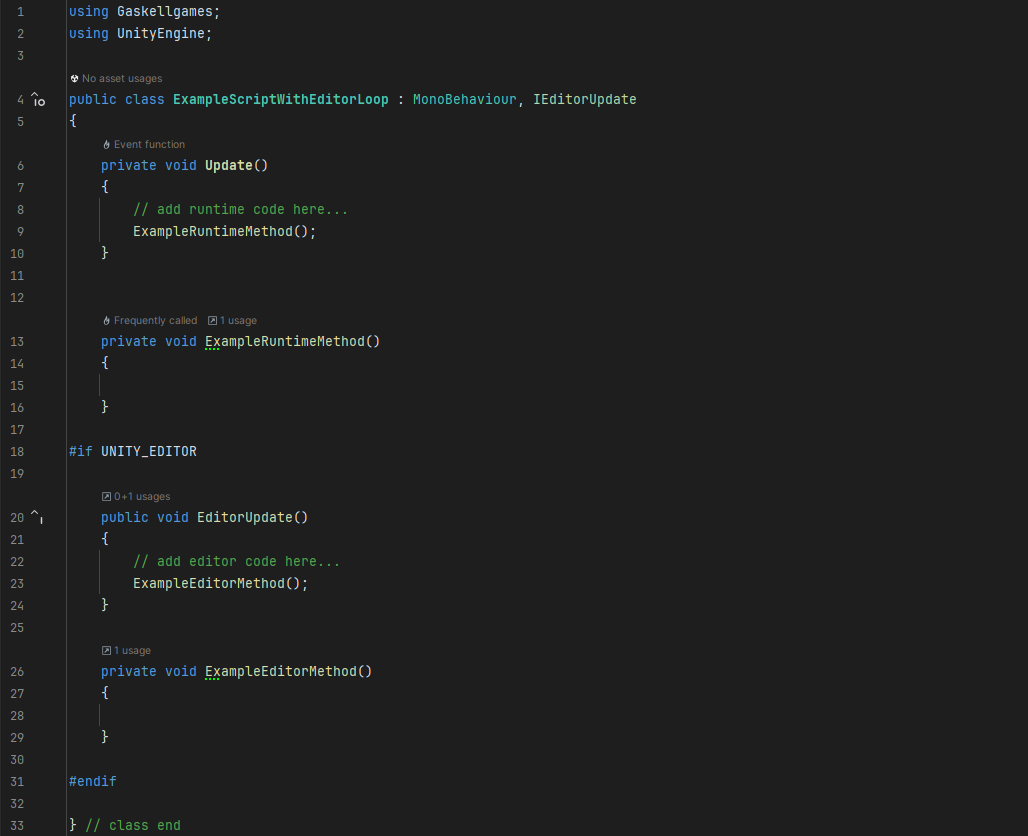 1 using Gaskellgames;
2 using UnityEngine;
3
No asset usages
4 public class ExampleScriptWithEditorLoop : MonoBehaviour, IEditorUpdate
5 {
Event function
6 private void Update()
7 {
8 // add runtime code here...
9 ExampleRuntimeMethod();
10 }
11
12
Frequently called 1 usage
13 private void ExampleRuntimeMethod()
14 {
15
16 }
17
18 #if UNITY_EDITOR
19
0+1 usages
20 public void EditorUpdate()
21 {
22 // add editor code here...
23 ExampleEditorMethod();
24 }
25
1 usage
26 private void ExampleEditorMethod()
27 {
28
29 }
30
31 #endif
32
33 } // class end